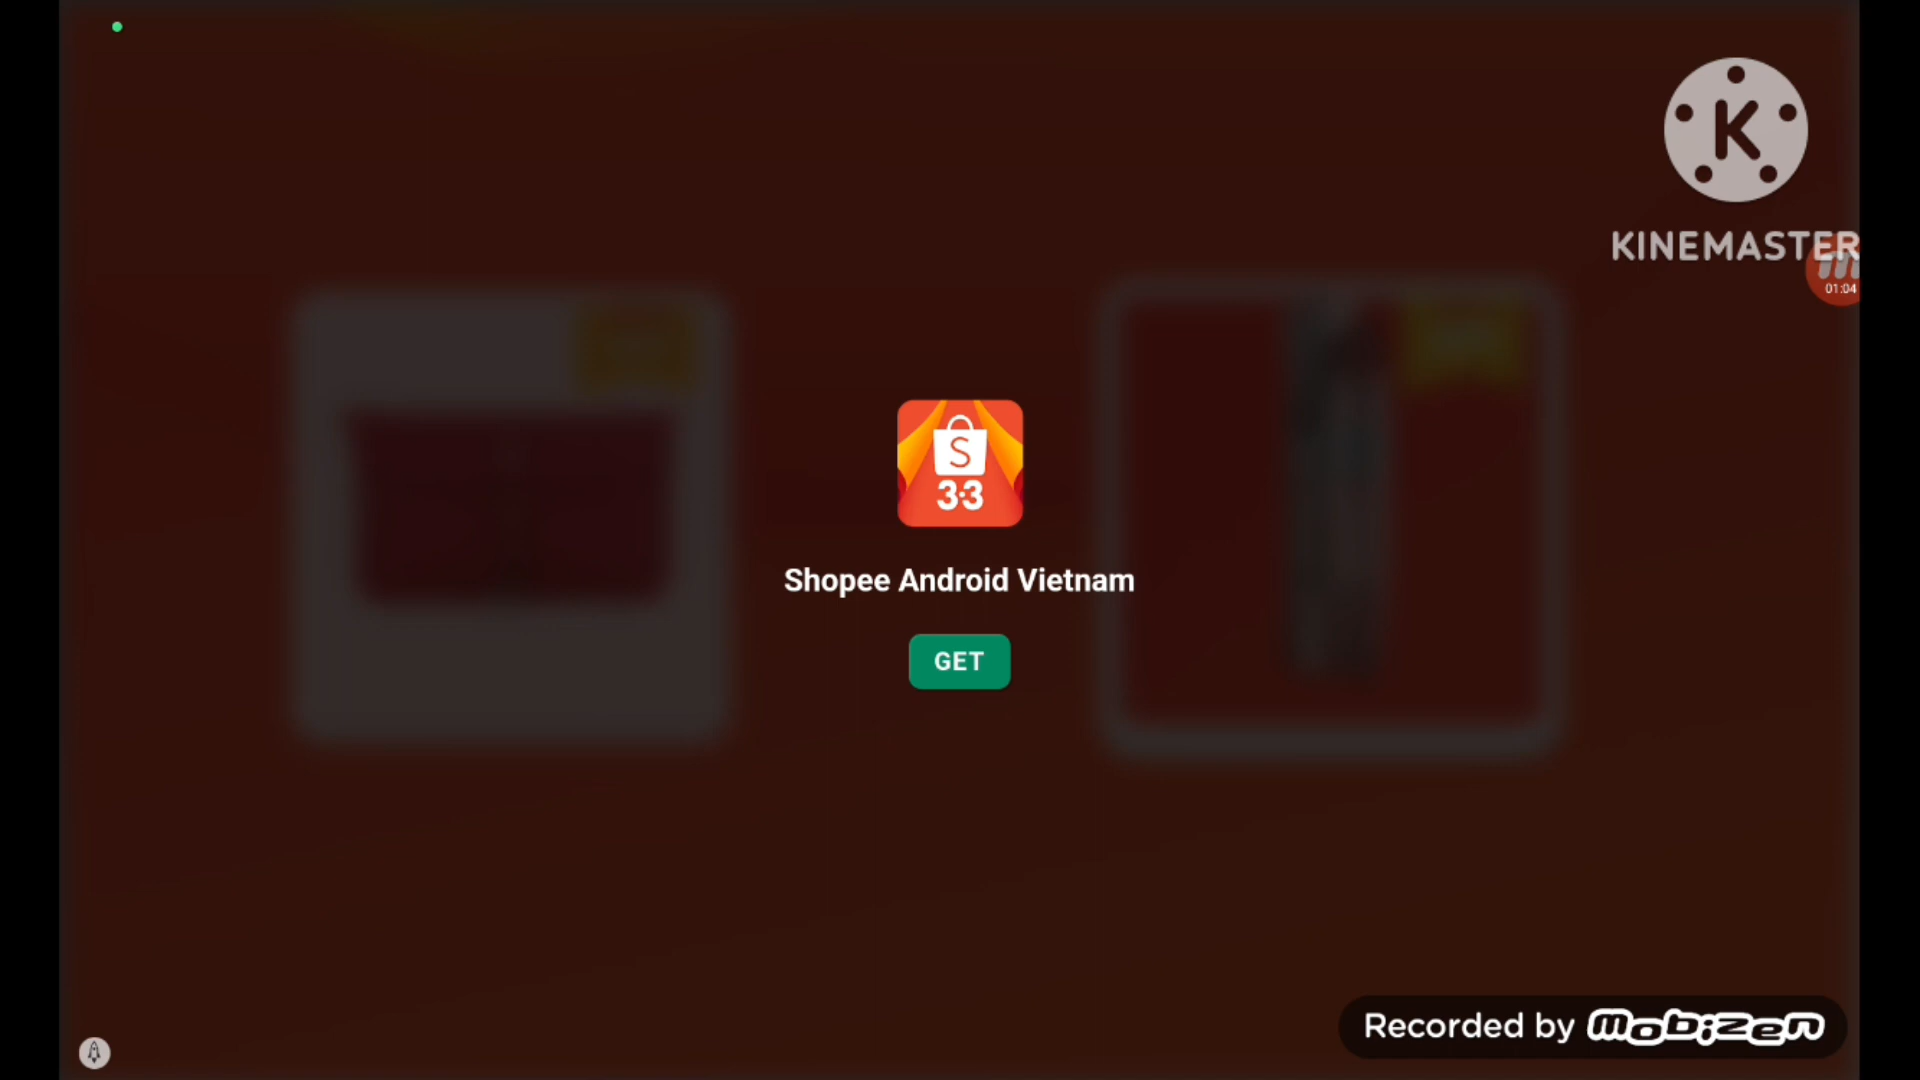 K
KINEMASTER
m
01:04
S
3.3
Shopee Android Vietnam
GET
Recorded by mobizen